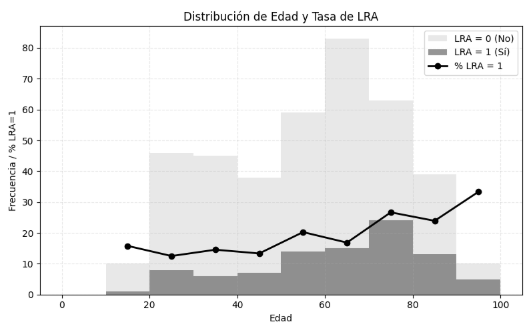 Distribución de Edad y Tasa de LRA
LRA = 0 (No)
LRA = 1 (Sí)
% LRA = 1
Frecuencia / % LRA=1
80
70
60
50
40
30
20
10
0
0 20 40 60 80 100
Edad